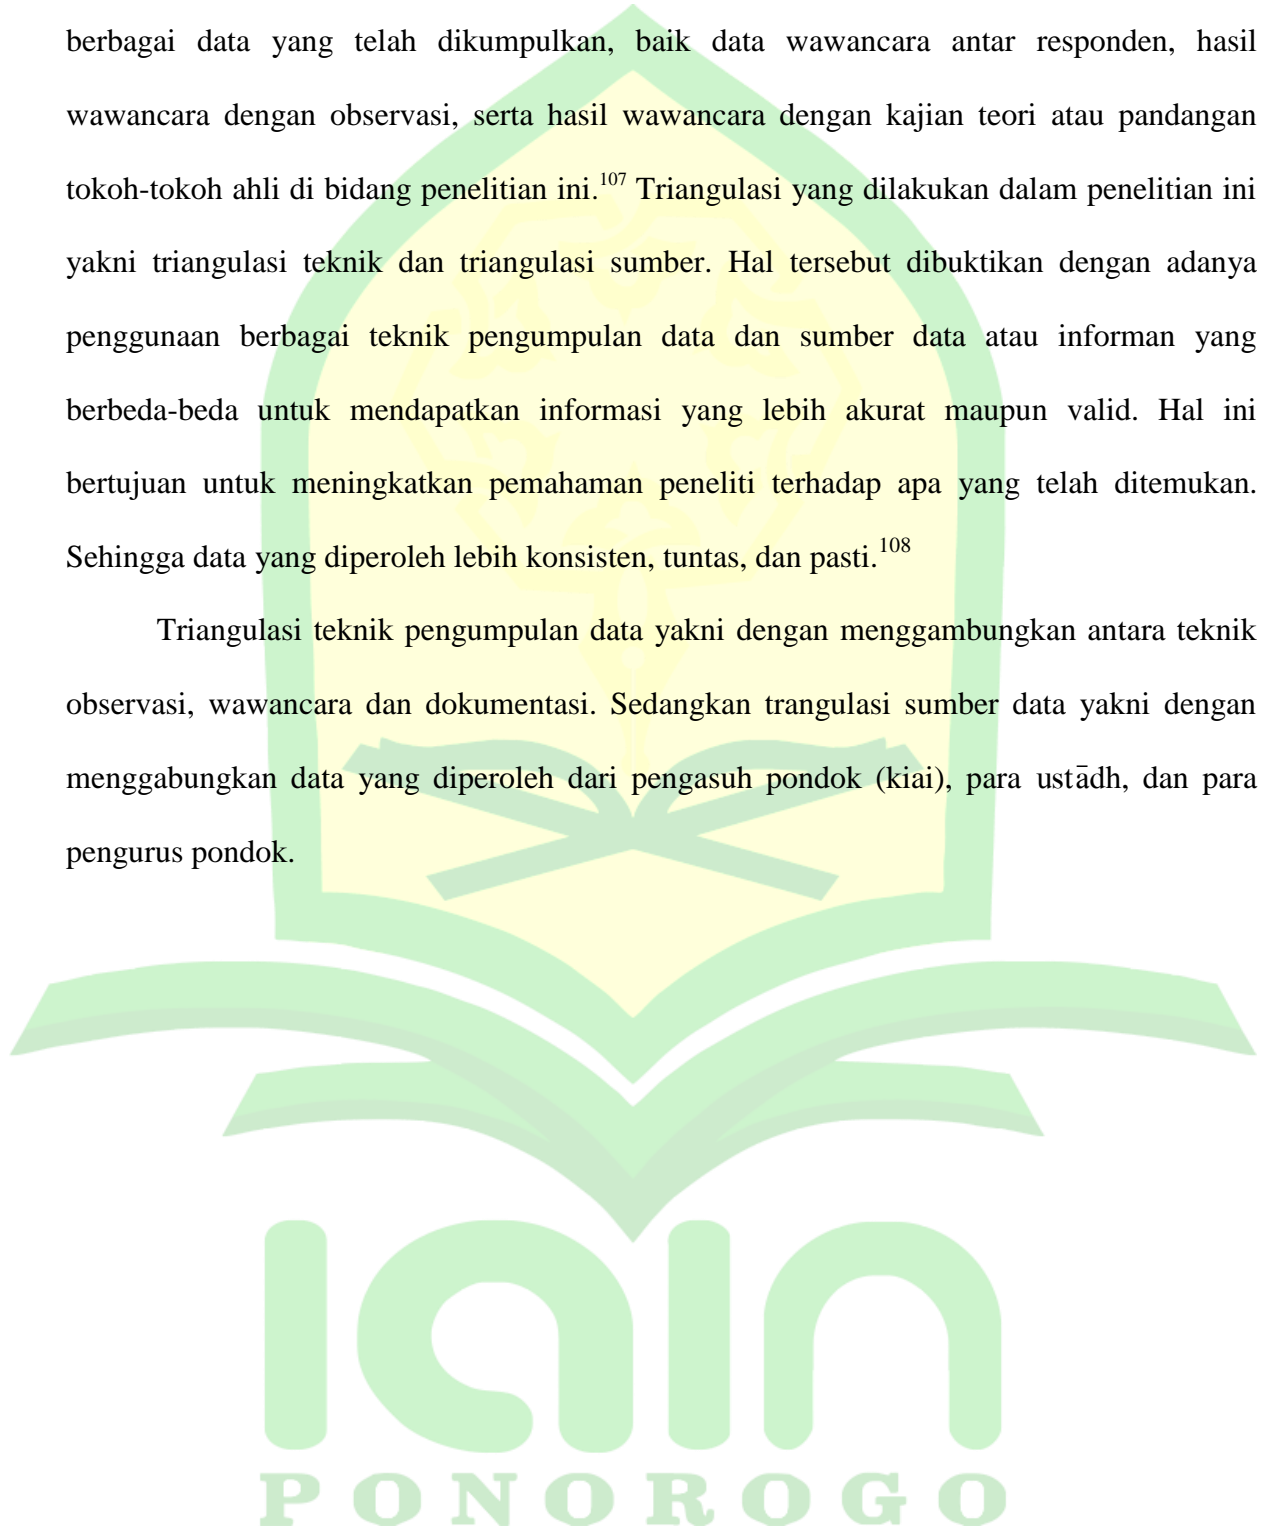 berbagai data yang telah dikumpulkan, baik data wawancara antar responden, hasil
wawancara dengan observasi, serta hasil wawancara dengan kajian teori atau pandangan
tokoh-tokoh ahli di bidang penelitian ini.107 Triangulasi yang dilakukan dalam penelitian ini
yakni triangulasi teknik dan triangulasi sumber. Hal tersebut dibuktikan dengan adanya
penggunaan berbagai teknik pengumpulan data dan sumber data atau informan yang
berbeda-beda untuk mendapatkan informasi yang lebih akurat maupun valid. Hal ini
bertujuan untuk meningkatkan pemahaman peneliti terhadap apa yang telah ditemukan.
Sehingga data yang diperoleh lebih konsisten, tuntas, dan pasti.108
Triangulasi teknik pengumpulan data yakni dengan menggambungkan antara teknik
observasi, wawancara dan dokumentasi. Sedangkan trangulasi sumber data yakni dengan
menggabungkan data yang diperoleh dari pengasuh pondok (kiai), para ustādh, dan para
pengurus pondok.
iain
PONOROGO